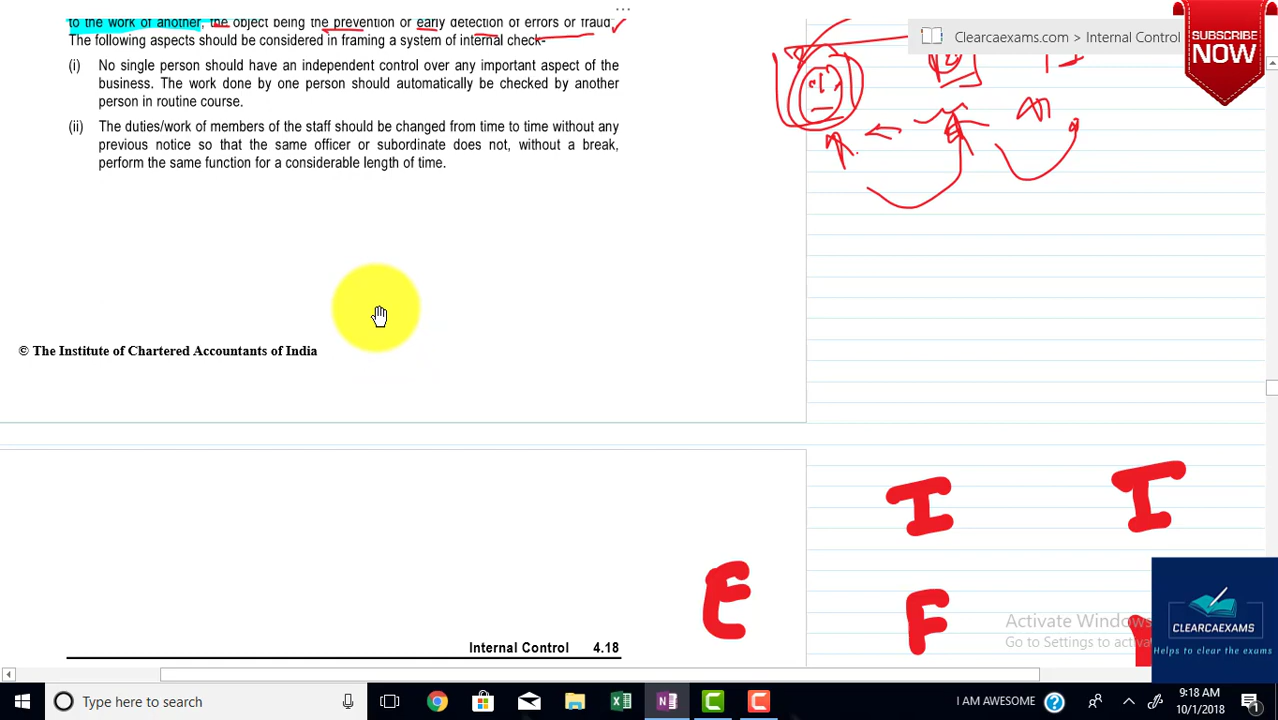 to the work of another, the object being the prevention or early detection of errors or fraud.
The following aspects should be considered in framing a system of internal check-
(i) No single person should have an independent control over any important aspect of the
business. The work done by one person should automatically be checked by another
person in routine course.
(ii) The duties/work of members of the staff should be changed from time to time without any
previous notice so that the same officer or subordinate does not, without a break,
perform the same function for a considerable length of time.
© The Institute of Chartered Accountants of India
Internal Control 4.18
Clearcaexams.com > Internal Control
SUBSCRIBE
NOW
I I
E F
Activate Windows
Go to Settings to activ
CLEARCAEXAMS
Helps to clear the exams
Type here to search
I AM AWESOME
9:18 AM
10/1/2018